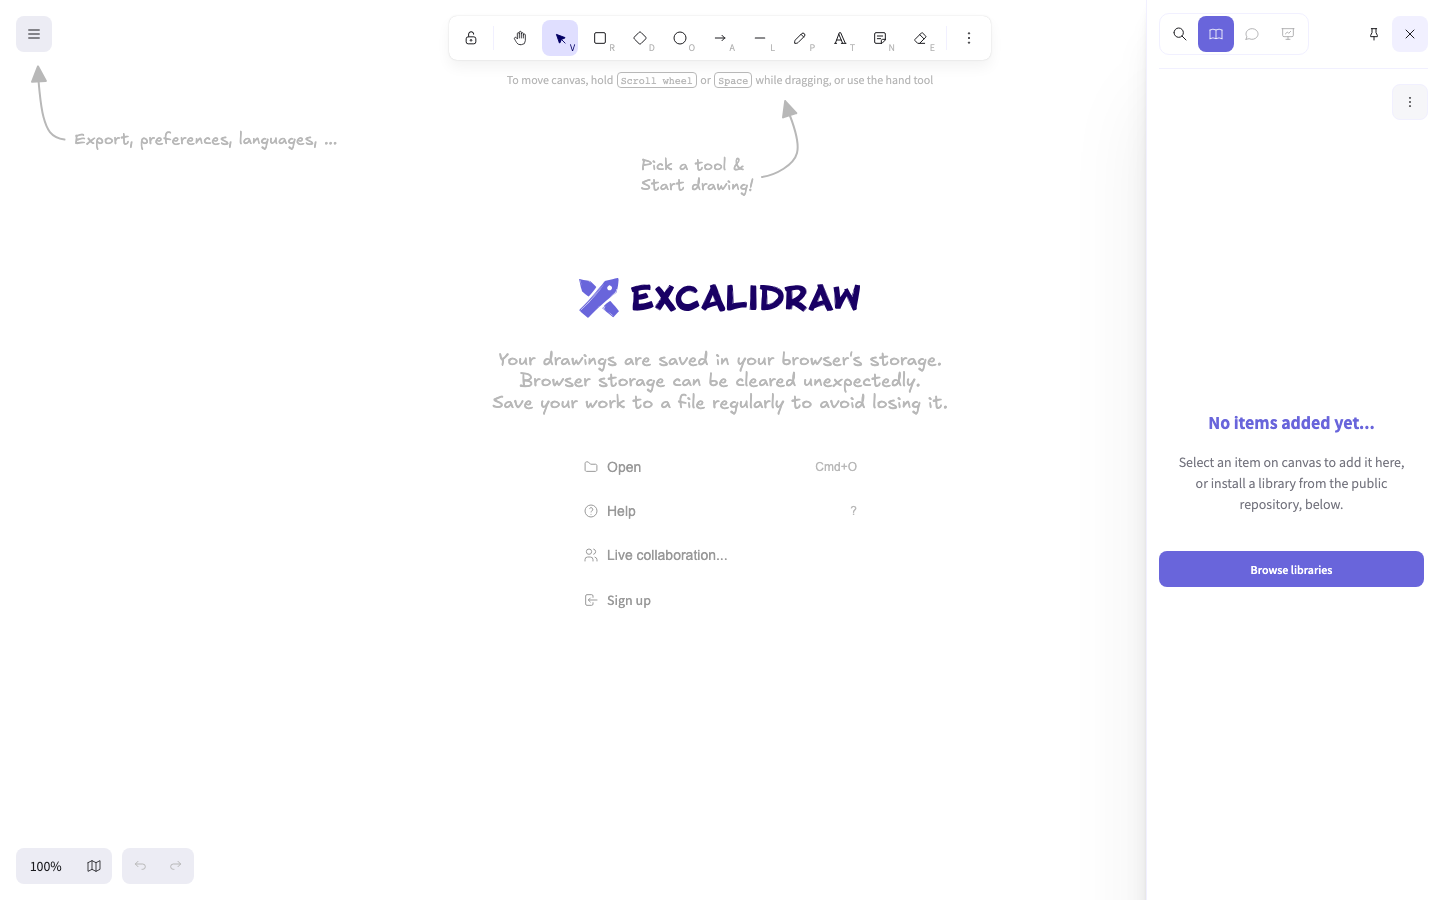 V
R
D
O
A
L
P
T
N
E
To move canvas, hold Scroll wheel or Space while dragging, or use the hand tool
Export, preferences, languages, ...
Pick a tool &
Start drawing!
EXCALIDRAW
Your drawings are saved in your browser's storage.
Browser storage can be cleared unexpectedly.
Save your work to a file regularly to avoid losing it.
Open Cmd+O
Help ?
Live collaboration...
Sign up
No items added yet...
Select an item on canvas to add it here,
or install a library from the public
repository, below.
Browse libraries
100%